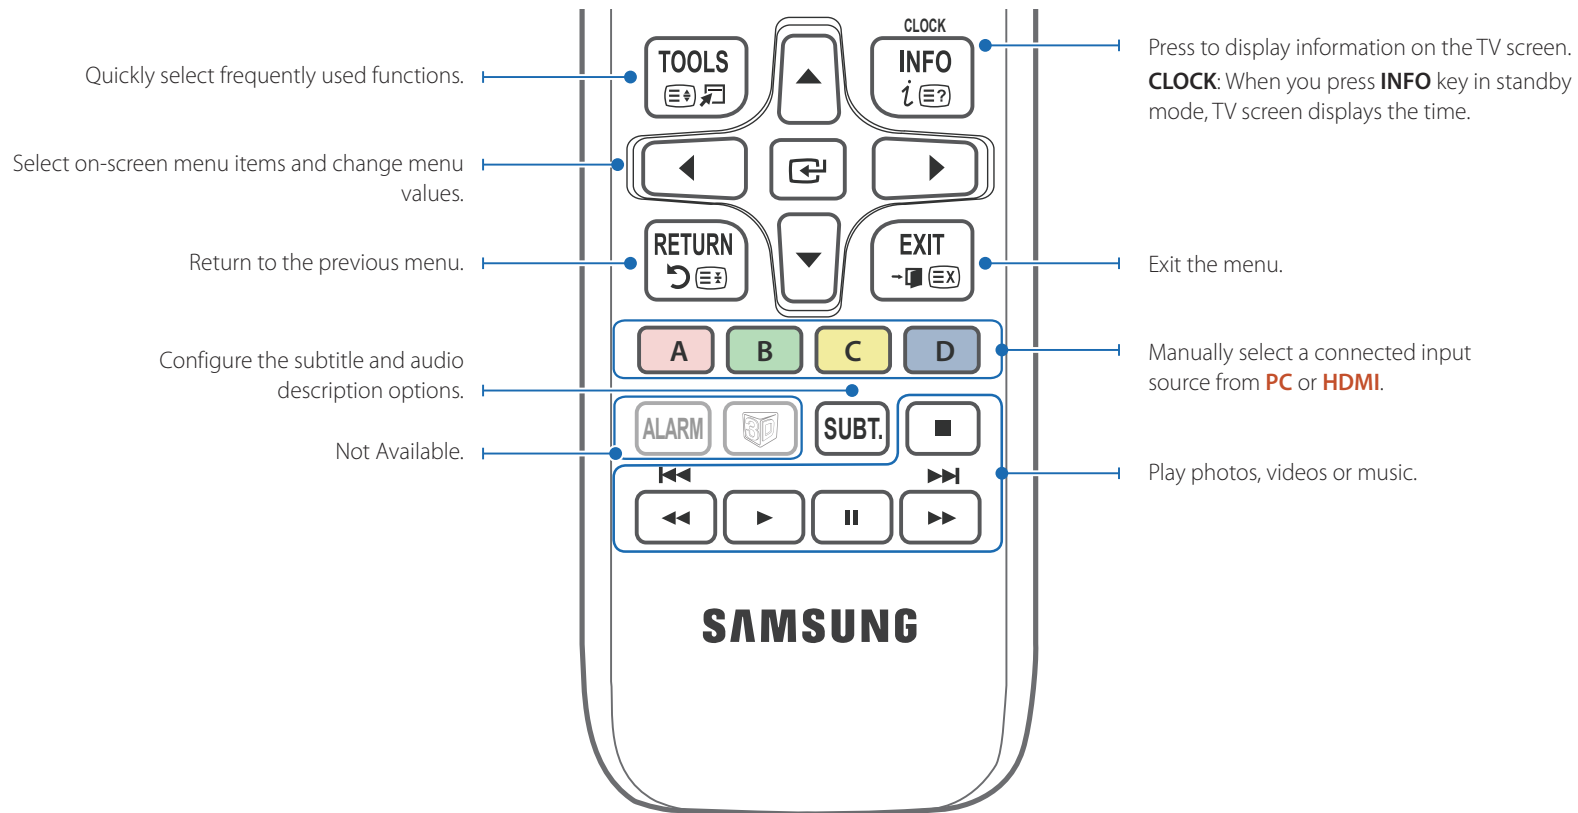 CLOCK
TOOLS
INFO
Quickly select frequently used functions.
Press to display information on the TV screen.
CLOCK: When you press INFO key in standby
mode, TV screen displays the time.
Select on-screen menu items and change menu
values.
RETURN
EXIT
Return to the previous menu.
Exit the menu.
A B C D
Configure the subtitle and audio
description options.
Manually select a connected input
source from PC or HDMI.
ALARM 3D SUBT.
Not Available.
Play photos, videos or music.
SAMSUNG